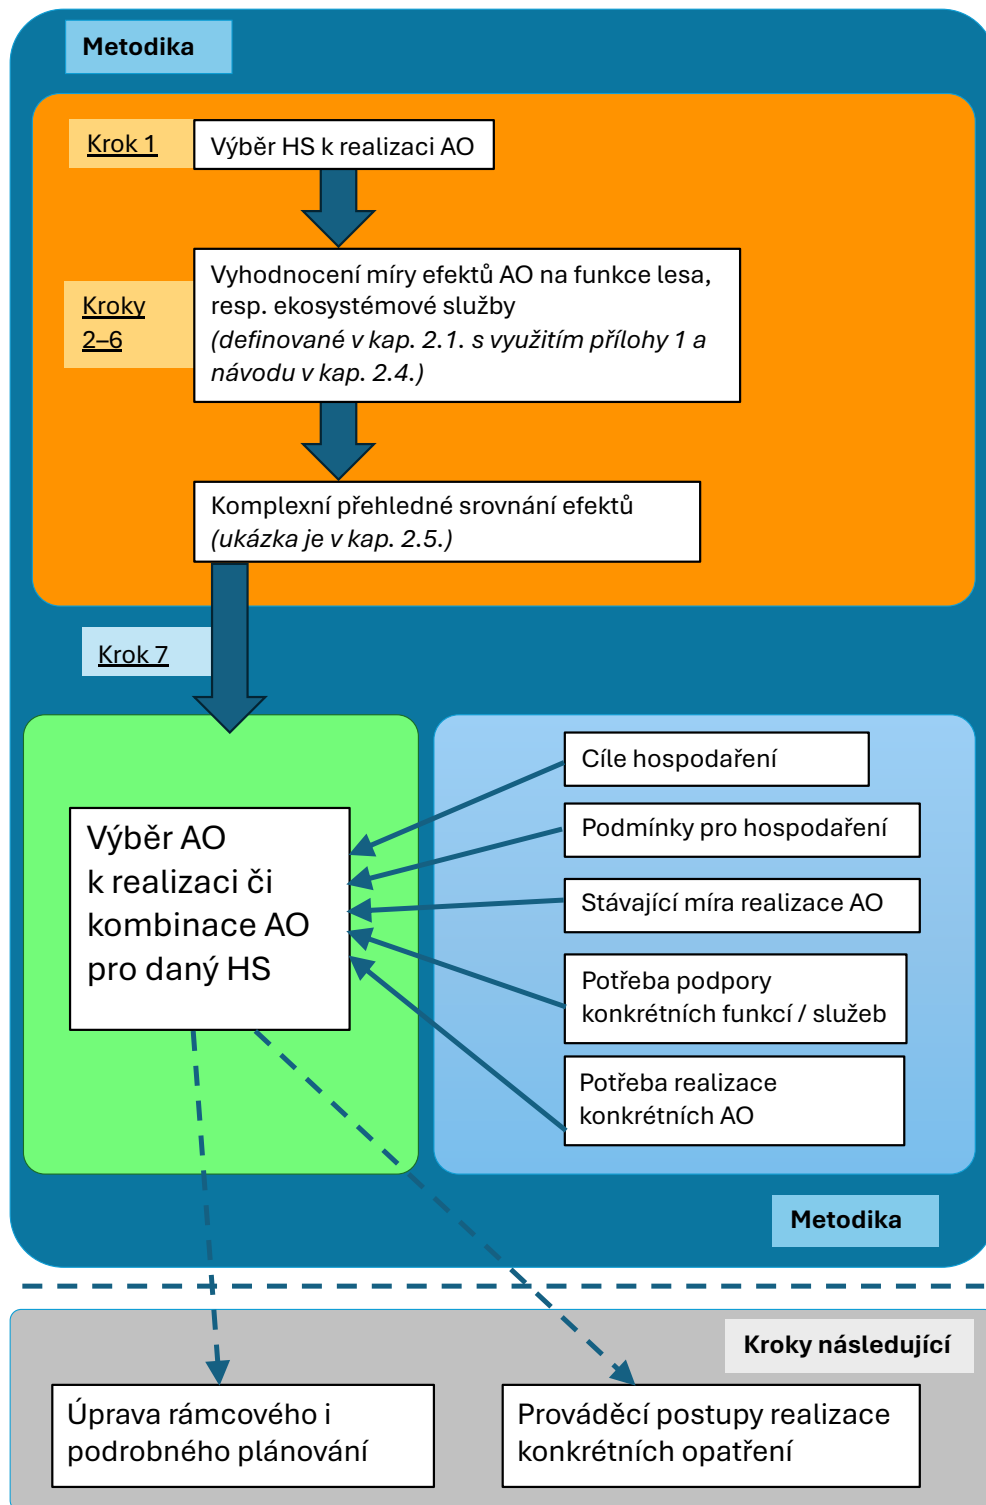 Metodika
Krok 1
Výběr HS k realizaci AO
Kroky
2–6
Vyhodnocení míry efektů AO na funkce lesa,
resp. ekosystémové služby
(definované v kap. 2.1. s využitím přílohy 1 a
návodu v kap. 2.4.)
Komplexní přehledné srovnání efektů
(ukázka je v kap. 2.5.)
Krok 7
Výběr AO
k realizaci či
kombinace AO
pro daný HS
Cíle hospodaření
Podmínky pro hospodaření
Stávající míra realizace AO
Potřeba podpory
konkrétních funkcí / služeb
Potřeba realizace
konkrétních AO
Metodika
Kroky následující
Úprava rámcového i
podrobného plánování
Prováděcí postupy realizace
konkrétních opatření